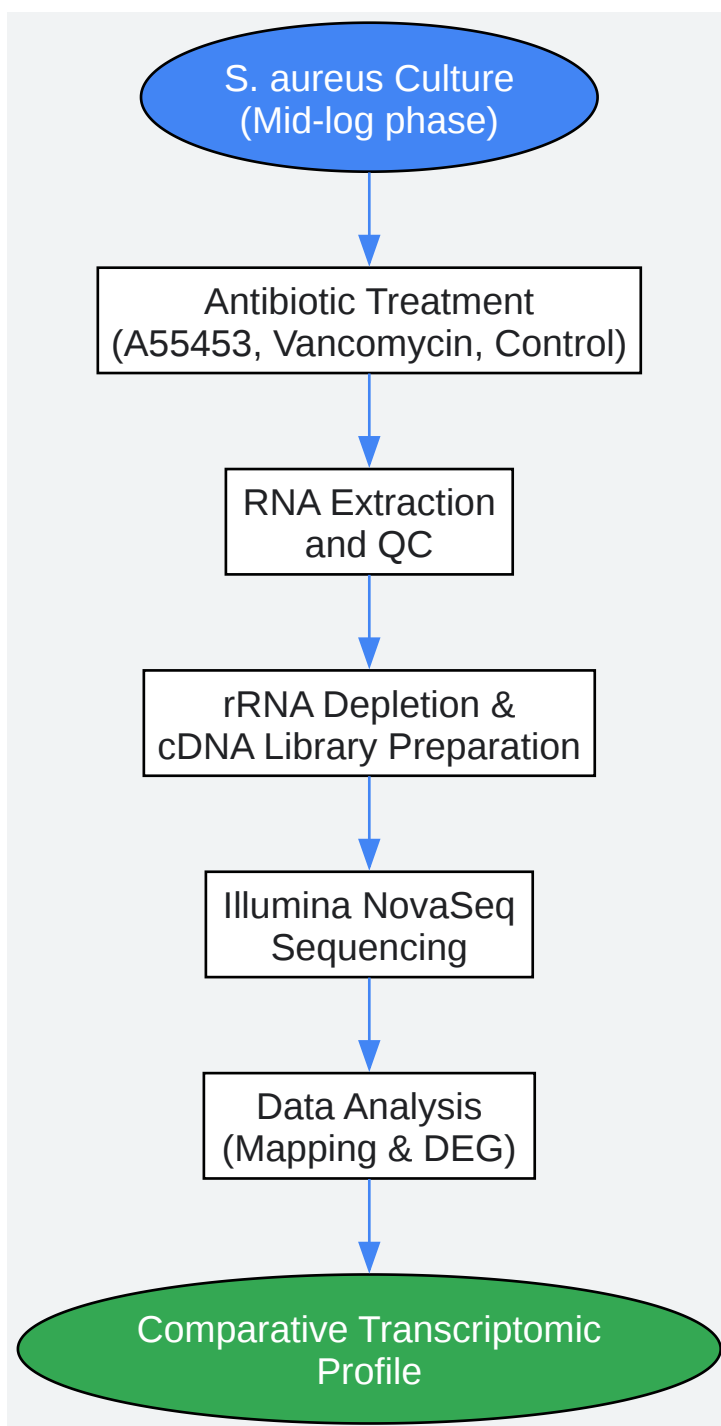 S. aureus Culture
(Mid-log phase)
Antibiotic Treatment
(A55453, Vancomycin, Control)
RNA Extraction
and QC
rRNA Depletion &
cDNA Library Preparation
Illumina NovaSeq
Sequencing
Data Analysis
(Mapping & DEG)
Comparative Transcriptomic
Profile